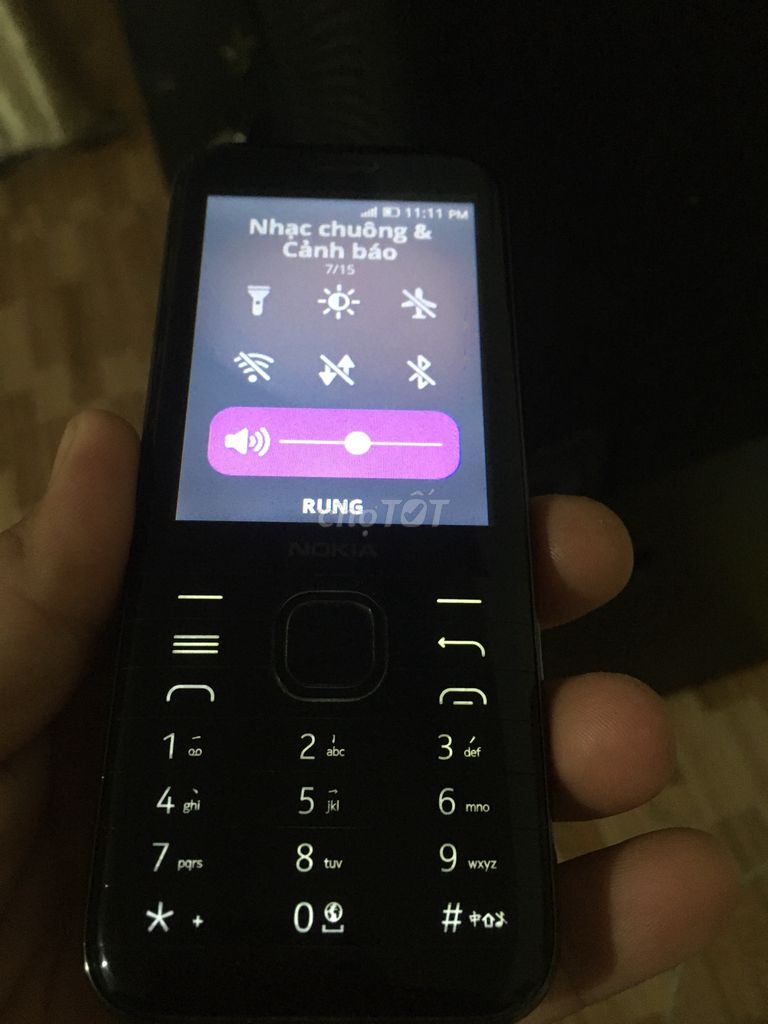 11:11 PM
Nhạc chuông &
Cảnh báo
7/15
RUNG
chợTỐT
NOKIA
1 2 abc 3 def
4 ghi 5 jkl 6 mno
7 pqrs 8 tuv 9 wxyz
* + 0 # 中